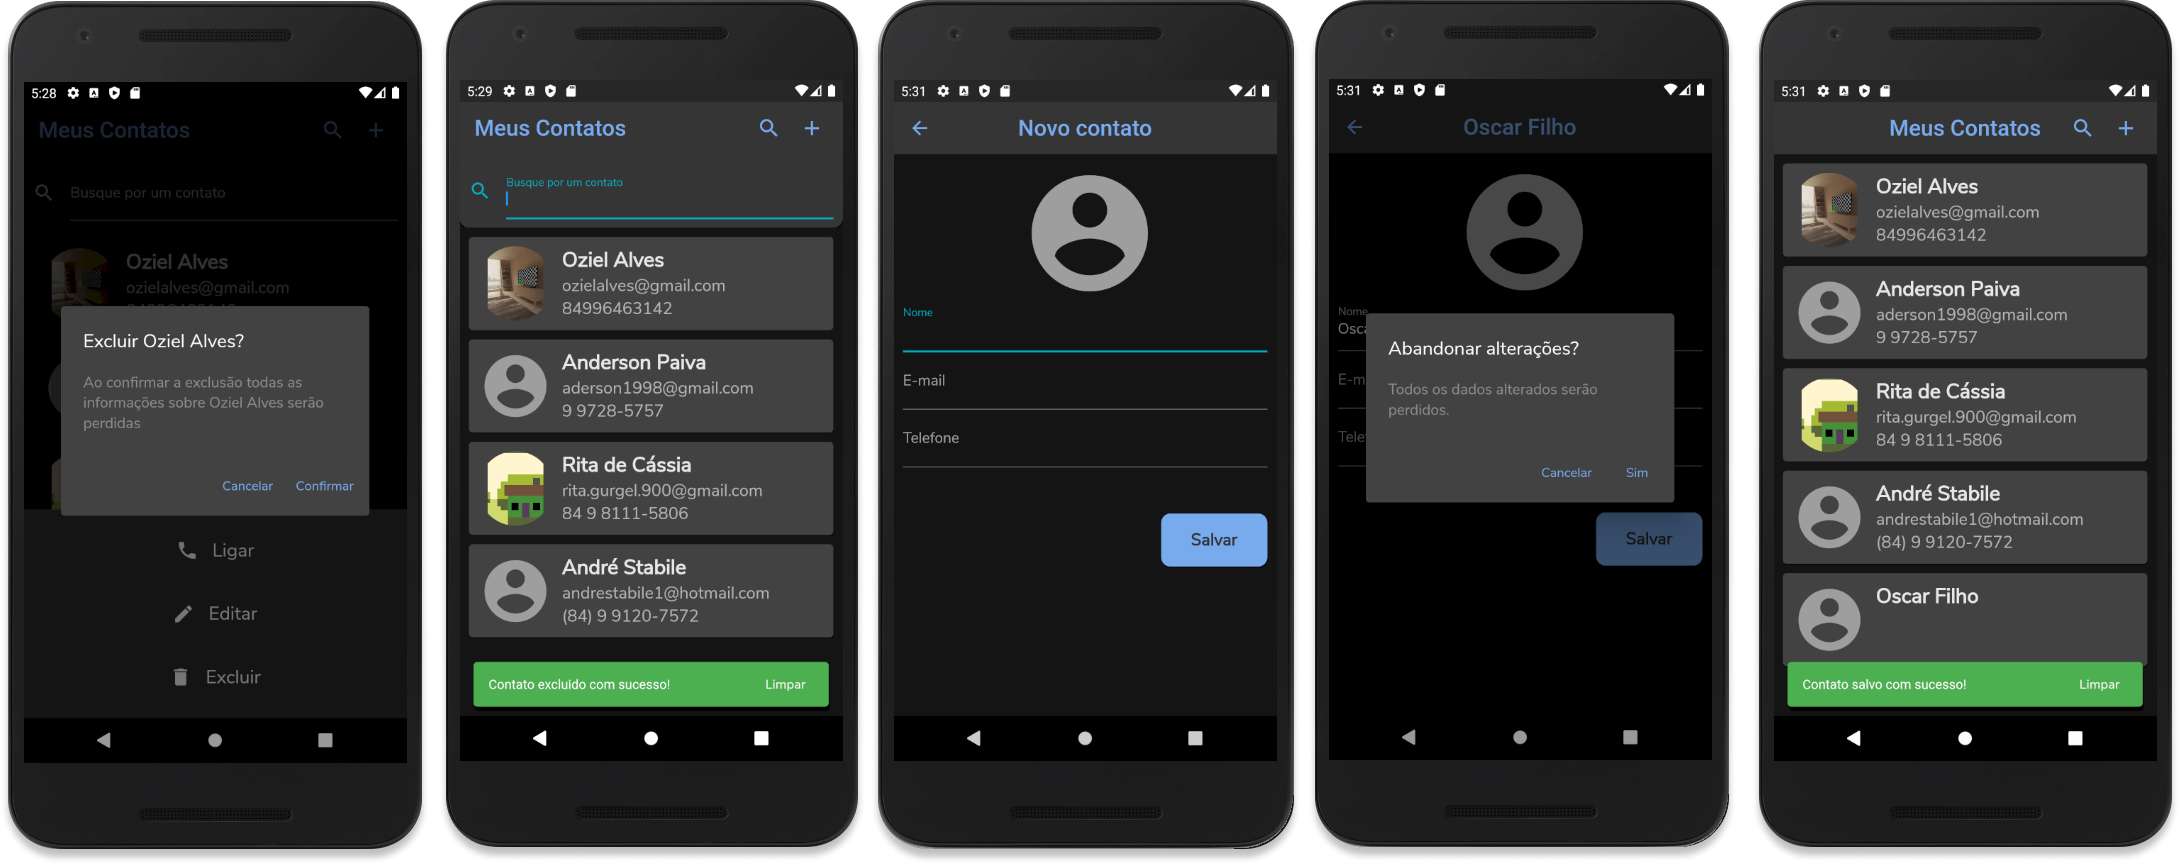 5:28
Meus Contatos
Busque por um contato
Oziel Alves
ozielalves@gmail.com
Excluir Oziel Alves?
Ao confirmar a exclusão todas as
informações sobre Oziel Alves serão
perdidas
Cancelar Confirmar
Ligar
Editar
Excluir
5:29
Meus Contatos
Busque por um contato
Oziel Alves
ozielalves@gmail.com
84996463142
Anderson Paiva
aderson1998@gmail.com
9 9728-5757
Rita de Cássia
rita.gurgel.900@gmail.com
84 9 8111-5806
André Stabile
andrestabile1@hotmail.com
(84) 9 9120-7572
Contato excluido com sucesso! Limpar
5:31
Novo contato
Nome
E-mail
Telefone
Salvar
5:31
Oscar Filho
Nome
Osca
E-m
Tele
Abandonar alterações?
Todos os dados alterados serão
perdidos.
Cancelar Sim
Salvar
5:31
Meus Contatos
Oziel Alves
ozielalves@gmail.com
84996463142
Anderson Paiva
aderson1998@gmail.com
9 9728-5757
Rita de Cássia
rita.gurgel.900@gmail.com
84 9 8111-5806
André Stabile
andrestabile1@hotmail.com
(84) 9 9120-7572
Oscar Filho
Contato salvo com sucesso! Limpar